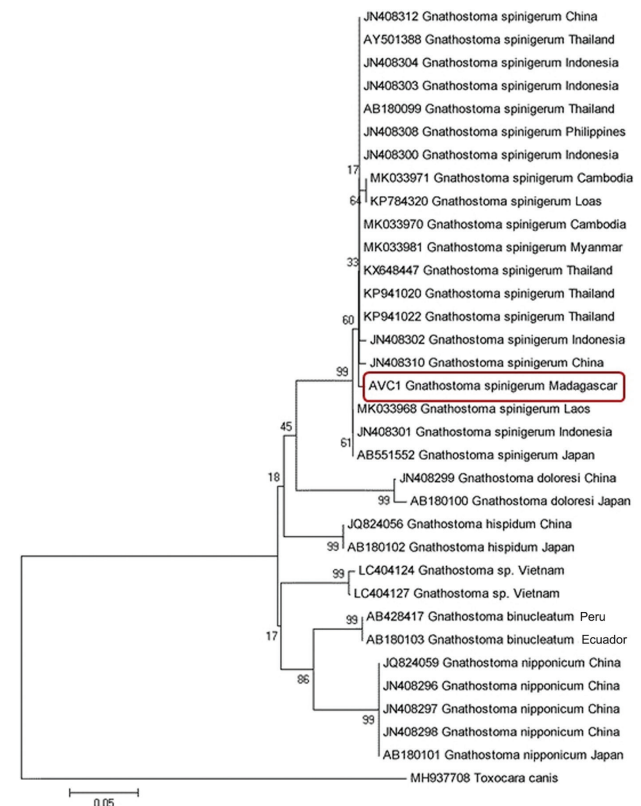 JN408312 Gnathostoma spinigerum China
AY501388 Gnathostoma spinigerum Thailand
JN408304 Gnathostoma spinigerum Indonesia
JN408303 Gnathostoma spinigerum Indonesia
AB180099 Gnathostoma spinigerum Thailand
JN408308 Gnathostoma spinigerum Philippines
JN408300 Gnathostoma spinigerum Indonesia
17
MK033971 Gnathostoma spinigerum Cambodia
64 KP784320 Gnathostoma spinigerum Loas
MK033970 Gnathostoma spinigerum Cambodia
MK033981 Gnathostoma spinigerum Myanmar
33
KX648447 Gnathostoma spinigerum Thailand
KP941020 Gnathostoma spinigerum Thailand
KP941022 Gnathostoma spinigerum Thailand
60
JN408302 Gnathostoma spinigerum Indonesia
JN408310 Gnathostoma spinigerum China
99
AVC1 Gnathostoma spinigerum Madagascar
MK033968 Gnathostoma spinigerum Laos
45
JN408301 Gnathostoma spinigerum Indonesia
61
AB551552 Gnathostoma spinigerum Japan
18
JN408299 Gnathostoma doloresi China
99 AB180100 Gnathostoma doloresi Japan
JQ824056 Gnathostoma hispidum China
99 AB180102 Gnathostoma hispidum Japan
99 LC404124 Gnathostoma sp. Vietnam
LC404127 Gnathostoma sp. Vietnam
99 AB428417 Gnathostoma binucleatum Peru
17
AB180103 Gnathostoma binucleatum Ecuador
JQ824059 Gnathostoma nipponicum China
86
JN408296 Gnathostoma nipponicum China
JN408297 Gnathostoma nipponicum China
99
JN408298 Gnathostoma nipponicum China
AB180101 Gnathostoma nipponicum Japan
MH937708 Toxocara canis
0.05